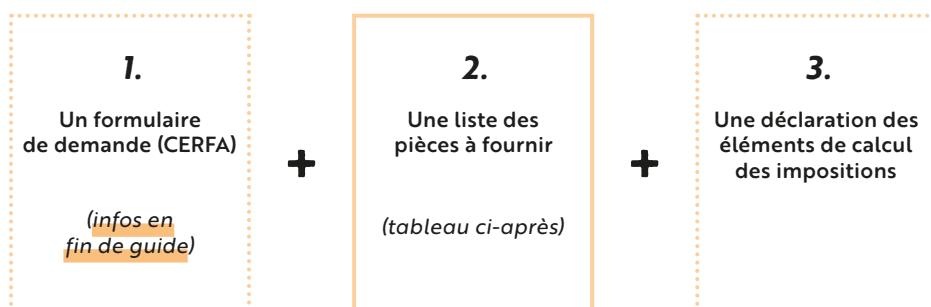 1.
Un formulaire
de demande (CERFA)
(infos en
fin de guide)
+
2.
Une liste des
pièces à fournir
(tableau ci-après)
+
3.
Une déclaration des
éléments de calcul
des impositions